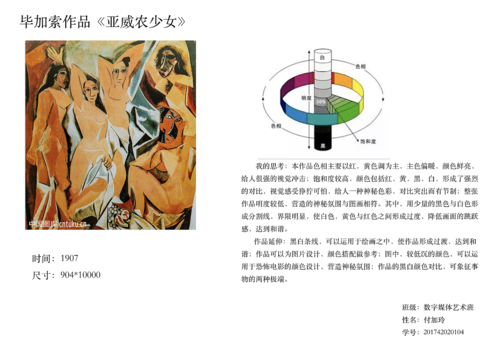 毕加索作品《亚威农少女》
中国图库 cntuku.cn
时间：1907
尺寸：904*10000
白
色相
明度
色相
饱和度
黑
我的思考：本作品色相主要以红、黄色调为主、主色偏暖、颜色鲜亮，
给人很强的视觉冲击；饱和度较高、颜色包括红、黄、黑、白，形成了强烈
的对比，视觉感受狰狞可怕，给人一种神秘色彩，对比突出而有节制；整张
作品明度较低、营造的神秘氛围与图画相符。其中，用少量的黑色与白色形
成分割线、界限明显，使白色、黄色与红色之间形成过度，降低画面的跳跃
感，达到和谐。
作品延伸：黑白条线，可以运用于绘画之中，使作品形成过渡，达到和
谐；作品可以为图片设计、颜色搭配做参考；图中，较低沉的颜色，可以运
用于恐怖电影的颜色设计，营造神秘氛围；作品的黑白颜色对比，可象征事
物的两种极端。
班级：数字媒体艺术班
性名：付加玲
学号：201742020104